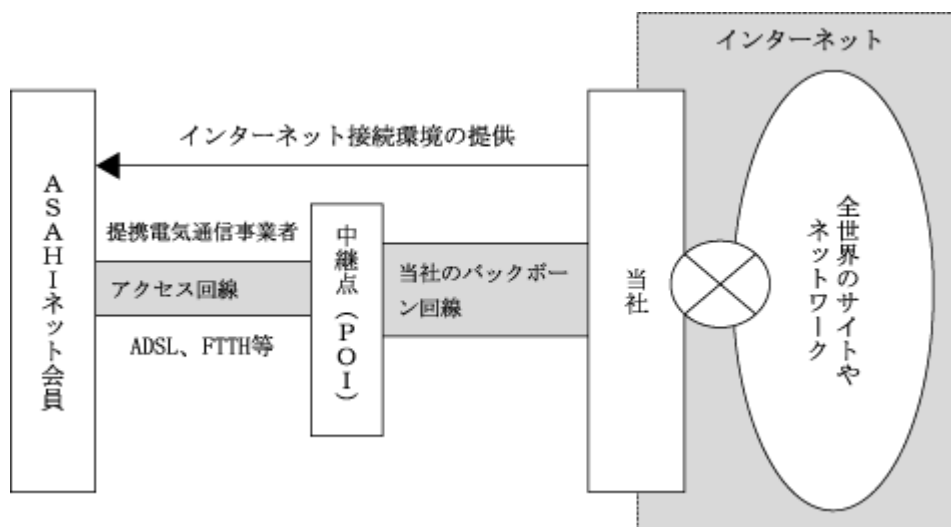 インターネット
インターネット接続環境の提供
ASAHIネット会員
提携電気通信事業者
アクセス回線
ADSL、FTTH等
中継点（POI）
当社のバックボー
ン回線
当社
全世界のサイトや
ネットワーク